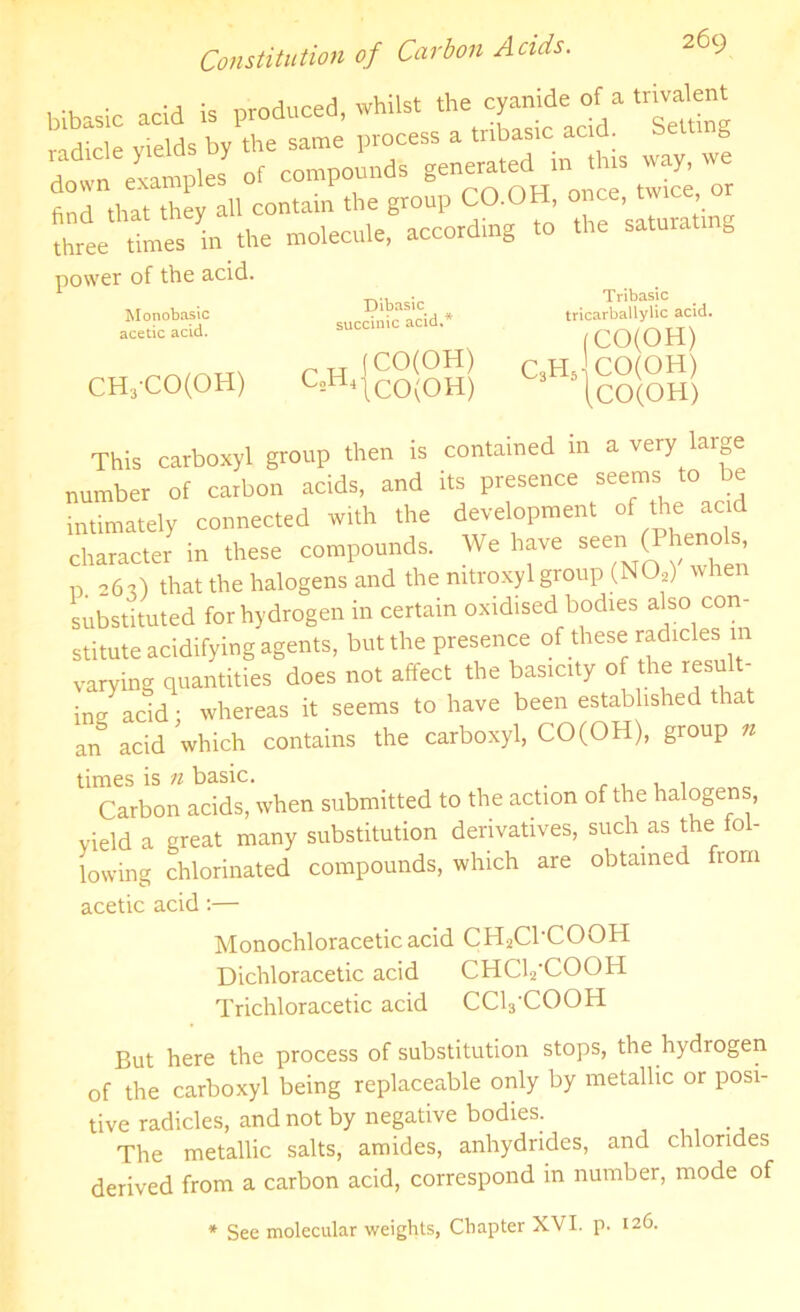 Constitution of Carbon Acids. 269
bibasic acid is produced, whilst the cyanide of a trivalent
radicle yields by the same process a tribasic acid. Setting
down examples of compounds generated in this way, we
find that they all contain the group CO.OH, once, twice, or
three times in the molecule, according to the saturating
power of the acid.
Monobasic acetic acid. Dibasic succinic acid.* Tribasic tricarballylic acid.
CH₃·CO(OH) C₂H₄{CO(OH) CO(OH) C₃H₅{CO(OH) CO(OH) CO(OH)
This carboxyl group then is contained in a very large
number of carbon acids, and its presence seems to be
intimately connected with the development of the acid
character in these compounds. We have seen (Phenols,
p. 263) that the halogens and the nitroxyl group (NO₂) when
substituted for hydrogen in certain oxidised bodies also con-
stitute acidifying agents, but the presence of these radicles in
varying quantities does not affect the basicity of the result-
ing acid; whereas it seems to have been established that
an acid which contains the carboxyl, CO(OH), group n
times is n basic.
Carbon acids, when submitted to the action of the halogens,
yield a great many substitution derivatives, such as the fol-
lowing chlorinated compounds, which are obtained from
acetic acid:—
Monochloracetic acid CH₂Cl·COOH
Dichloracetic acid CHCl₂·COOH
Trichloracetic acid CCl₃·COOH
But here the process of substitution stops, the hydrogen
of the carboxyl being replaceable only by metallic or posi-
tive radicles, and not by negative bodies.
The metallic salts, amides, anhydrides, and chlorides
derived from a carbon acid, correspond in number, mode of
* See molecular weights, Chapter XVI. p. 126.